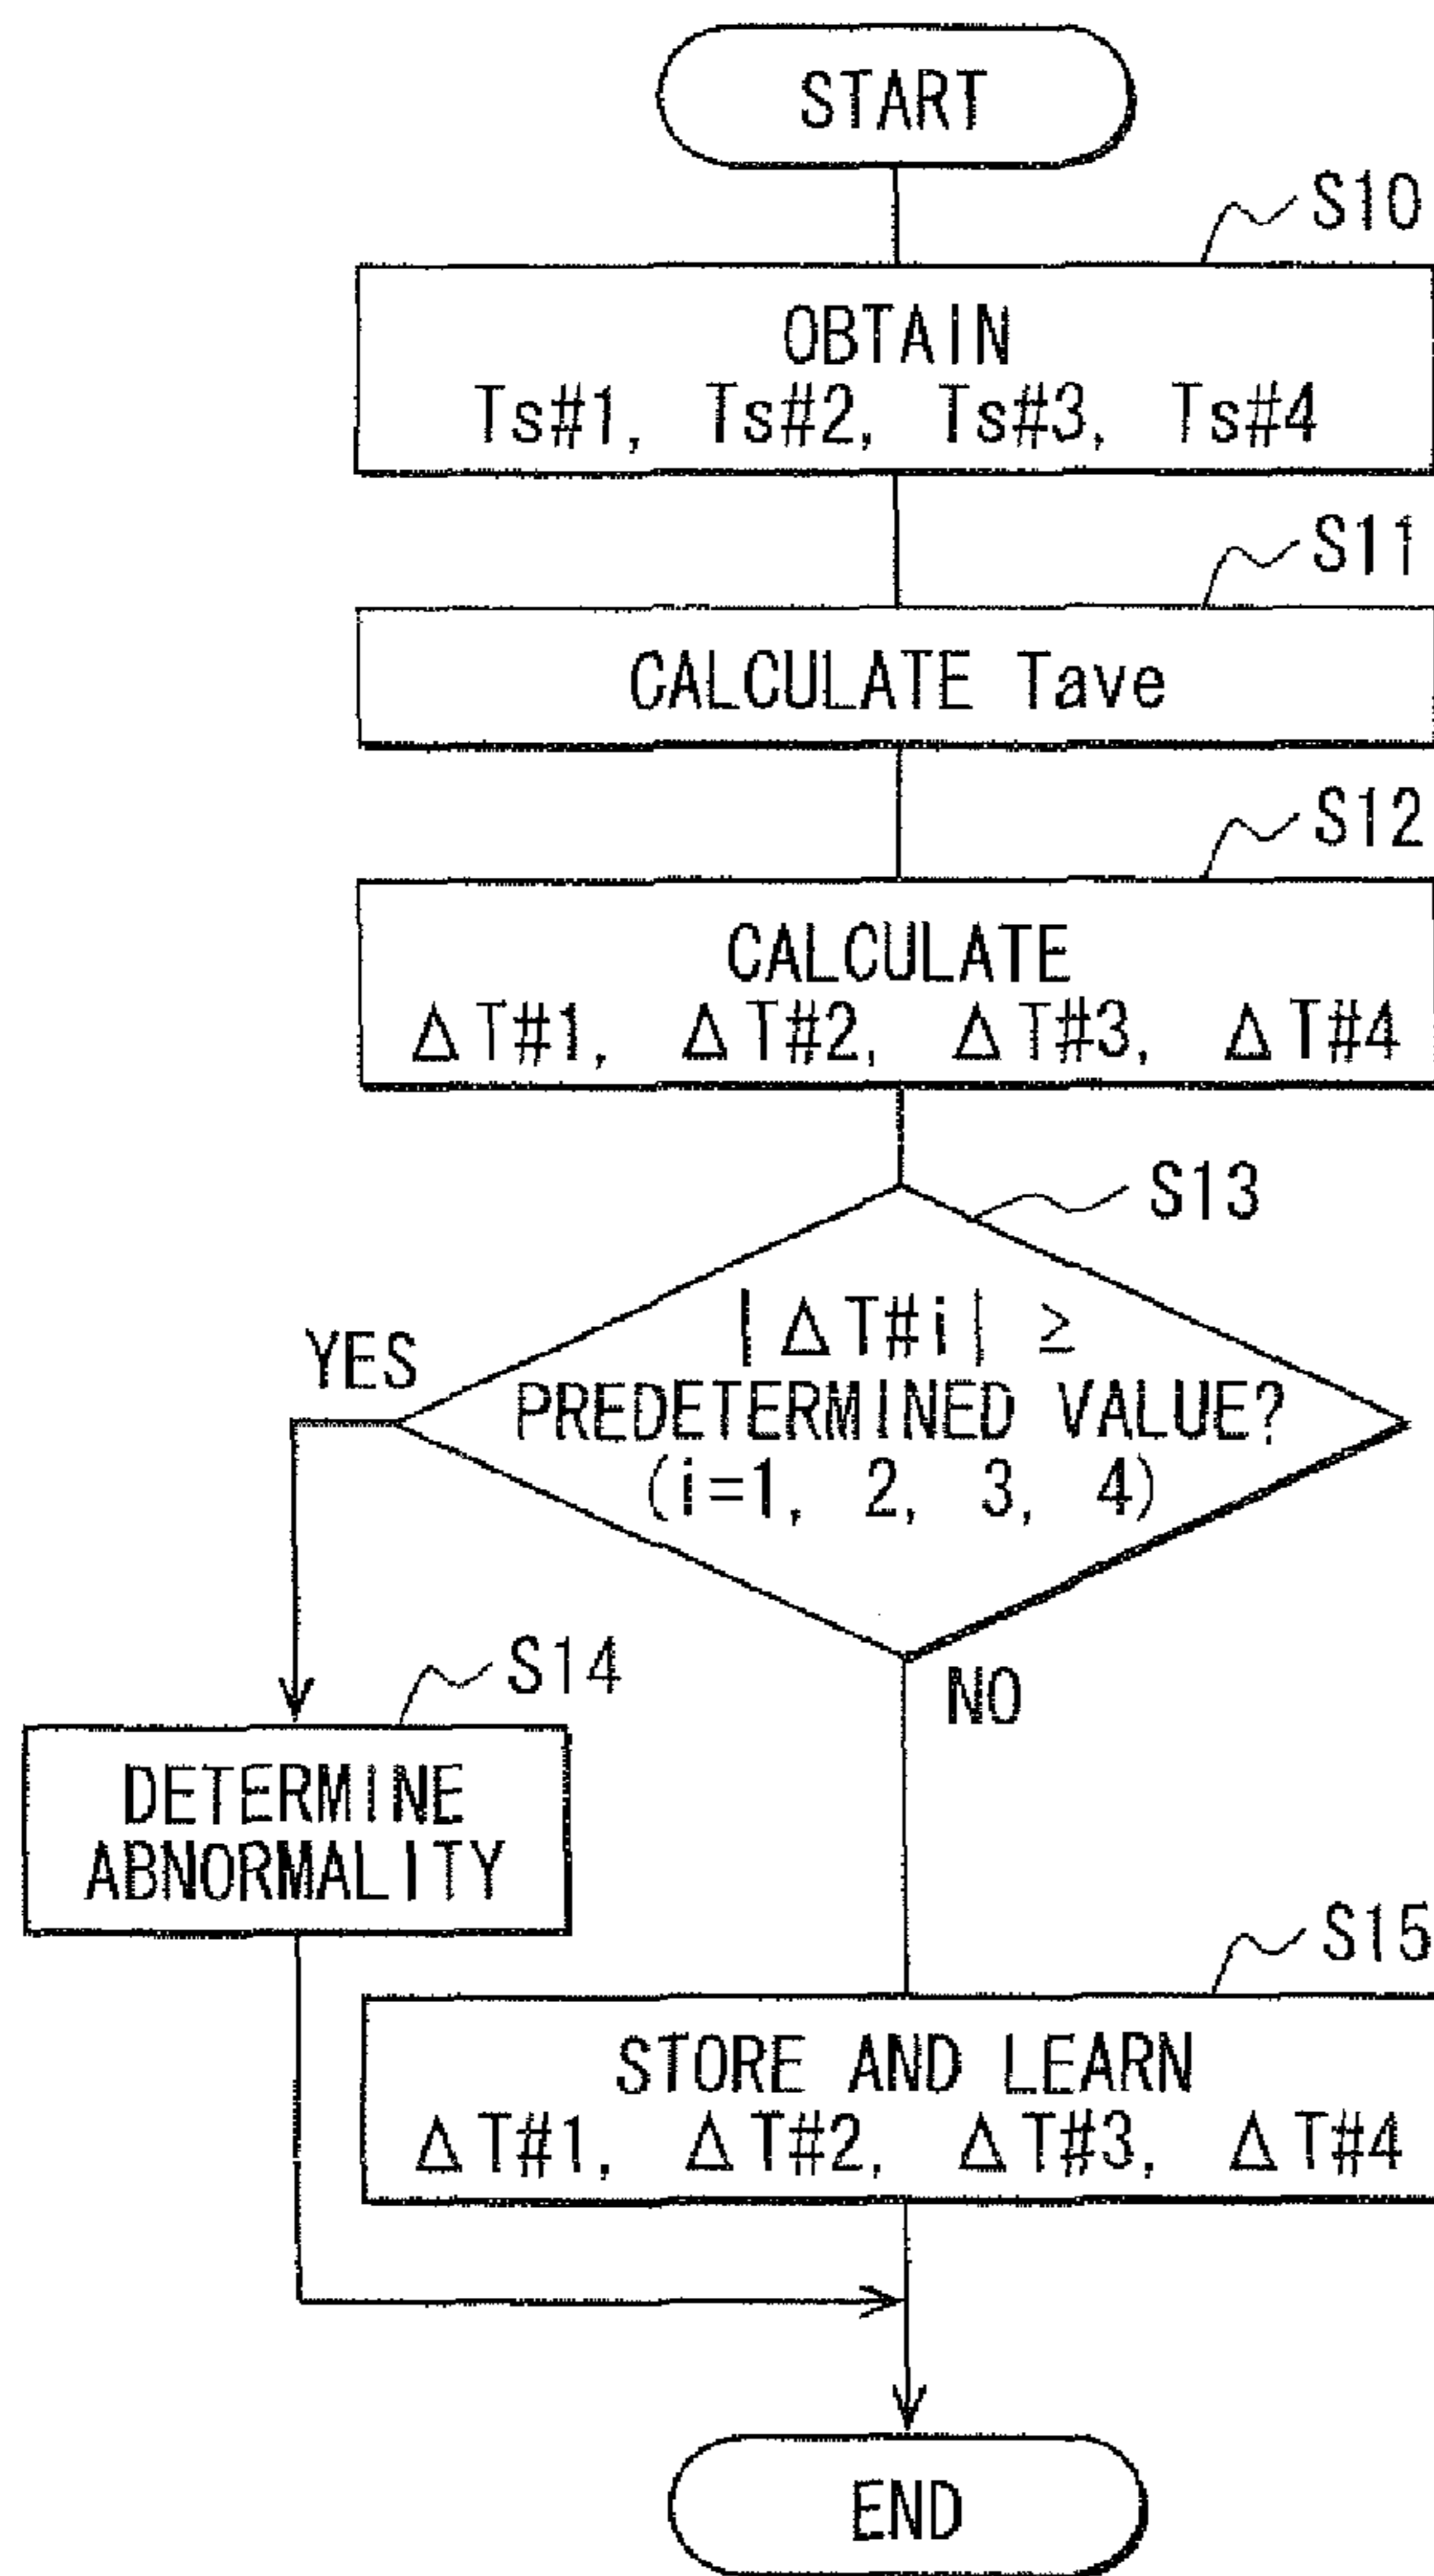 START
S10
OBTAIN
Ts#1, Ts#2, Ts#3, Ts#4
S11
CALCULATE Tave
S12
CALCULATE
ΔT#1, ΔT#2, ΔT#3, ΔT#4
S13
|ΔT#i| ≥
PREDETERMINED VALUE?
(i=1, 2, 3, 4)
YES
NO
S14
DETERMINE
ABNORMALITY
S15
STORE AND LEARN
ΔT#1, ΔT#2, ΔT#3, ΔT#4
END